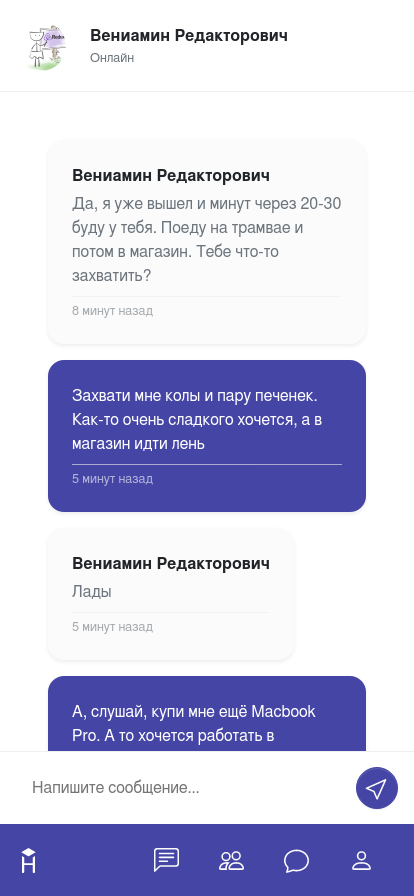 Вениамин Редакторович
Онлайн
Вениамин Редакторович
Да, я уже вышел и минут через 20-30
буду у тебя. Поеду на трамвае и
потом в магазин. Тебе что-то
захватить?
8 минут назад
Захвати мне колы и пару печенек.
Как-то очень сладкого хочется, а в
магазин идти лень
5 минут назад
Вениамин Редакторович
Лады
5 минут назад
А, слушай, купи мне ещё Macbook
Pro. А то хочется работать в
Напишите сообщение...